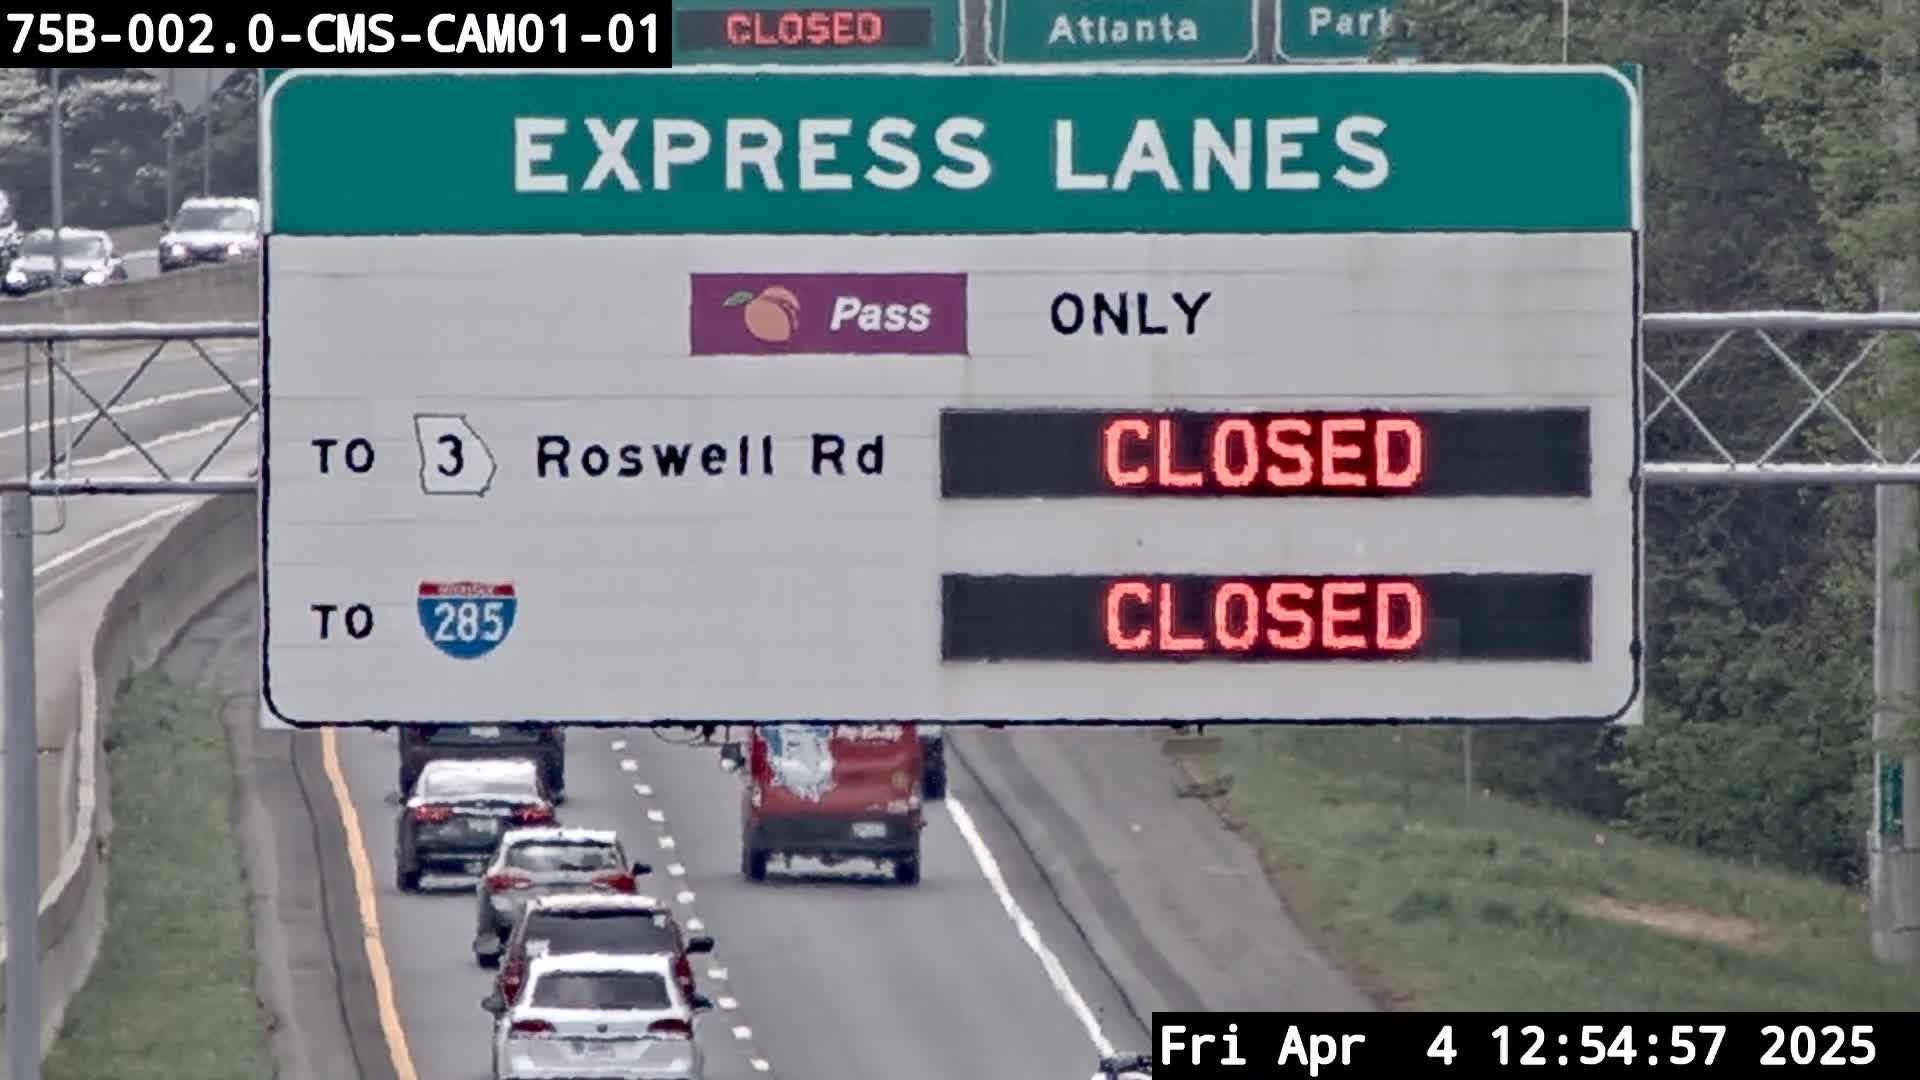 75B-002.0-CMS-CAM01-01
CLOSED
Atlanta
Park
EXPRESS LANES
Pass ONLY
TO 3 Roswell Rd CLOSED
TO 285 CLOSED
Fri Apr 4 12:54:57 2025